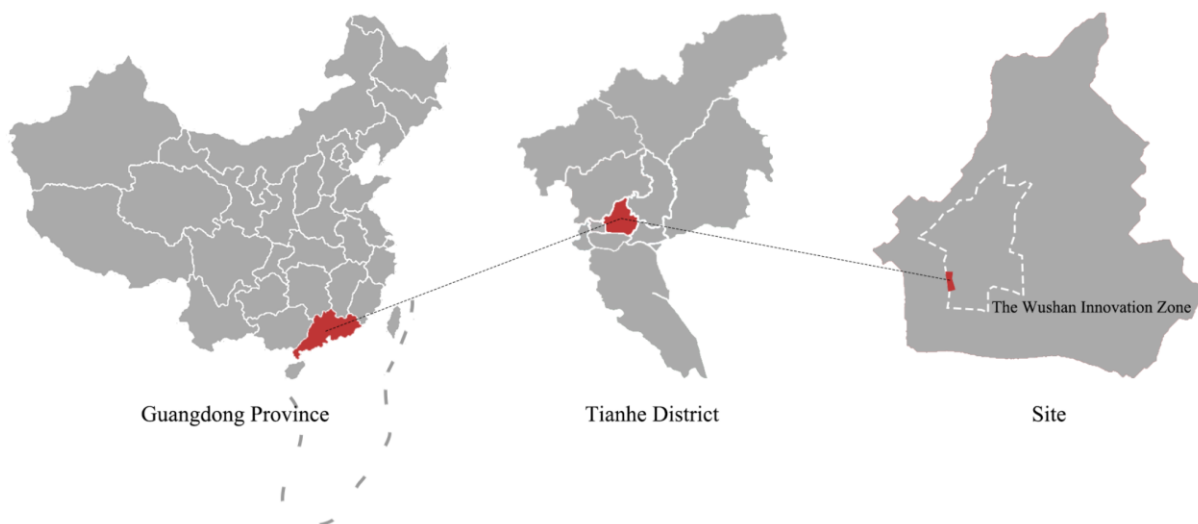 The Wushan Innovation Zone
Guangdong Province
Tianhe District
Site